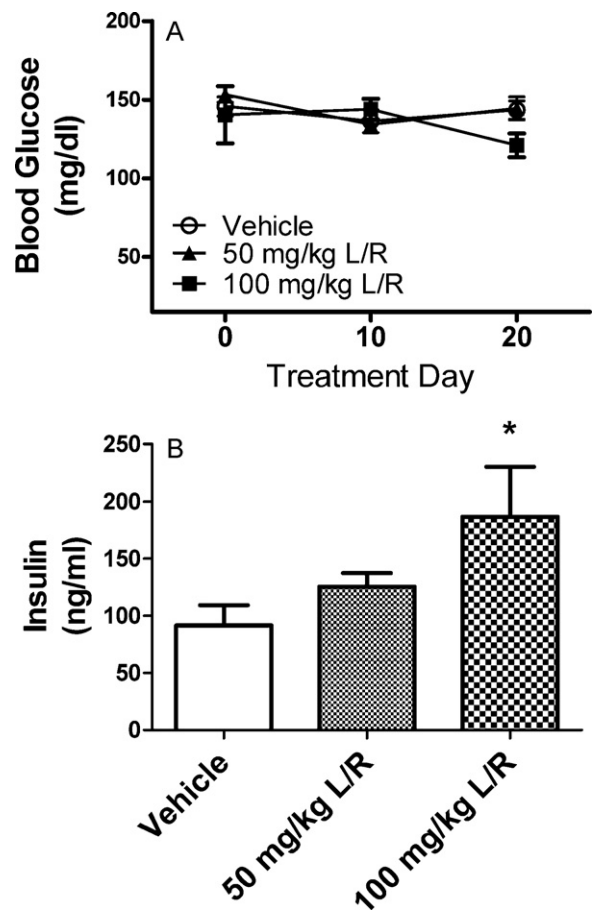 A
200
150
100
50
Blood Glucose
(mg/dl)
Vehicle
50 mg/kg L/R
100 mg/kg L/R
0 10 20
Treatment Day
B
*
250
200
150
100
50
0
Insulin
(ng/ml)
Vehicle
50 mg/kg L/R
100 mg/kg L/R